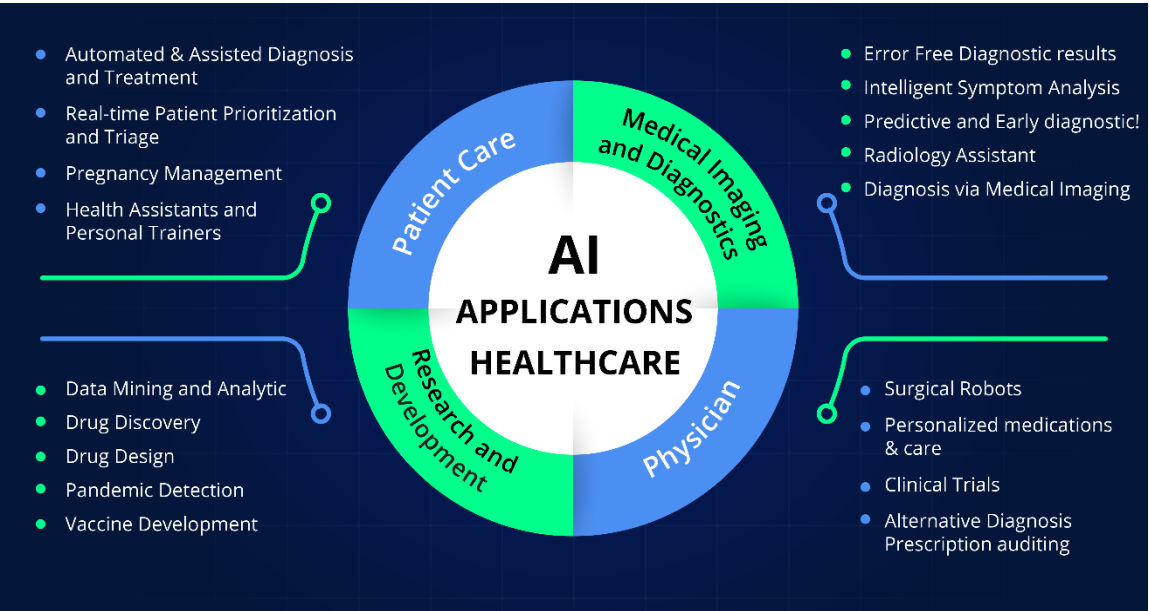 Automated & Assisted Diagnosis
and Treatment
Real-time Patient Prioritization
and Triage
Pregnancy Management
Health Assistants and
Personal Trainers
Error Free Diagnostic results
Intelligent Symptom Analysis
Predictive and Early diagnostic!
Radiology Assistant
Diagnosis via Medical Imaging
Patient Care
Medical Imaging
and Diagnostics
AI
APPLICATIONS
HEALTHCARE
Research and
Development
Physician
Data Mining and Analytic
Drug Discovery
Drug Design
Pandemic Detection
Vaccine Development
Surgical Robots
Personalized medications
& care
Clinical Trials
Alternative Diagnosis
Prescription auditing